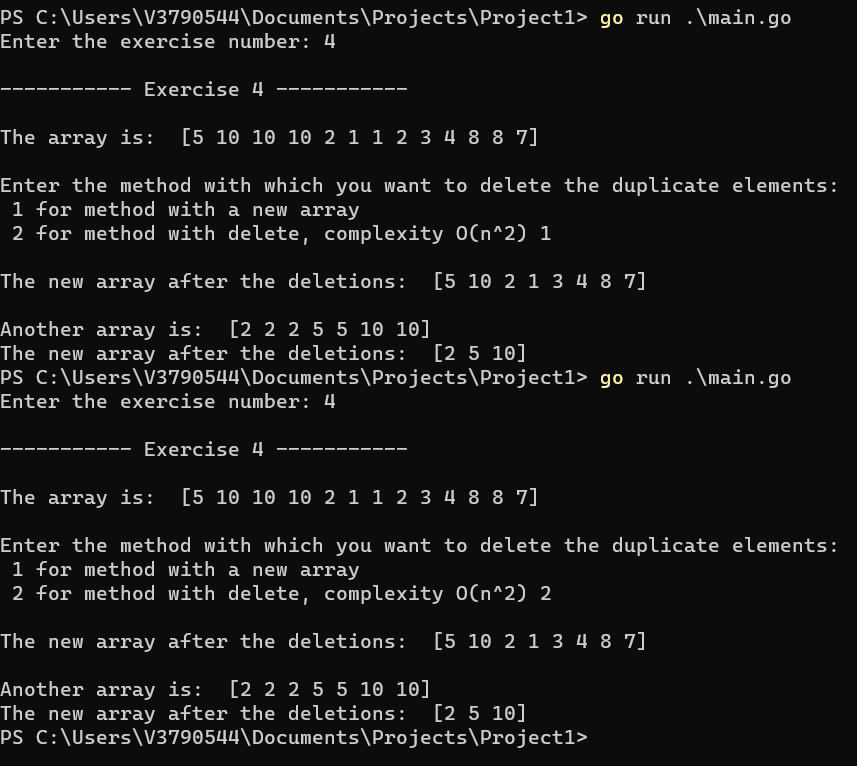 PS C:\Users\V3790544\Documents\Projects\Project1> go run .\main.go
Enter the exercise number: 4
----------- Exercise 4 -----------
The array is:  [5 10 10 10 2 1 1 2 3 4 8 8 7]
Enter the method with which you want to delete the duplicate elements:
 1 for method with a new array
 2 for method with delete, complexity O(n^2) 1
The new array after the deletions:  [5 10 2 1 3 4 8 7]
Another array is:  [2 2 2 5 5 10 10]
The new array after the deletions:  [2 5 10]
PS C:\Users\V3790544\Documents\Projects\Project1> go run .\main.go
Enter the exercise number: 4
----------- Exercise 4 -----------
The array is:  [5 10 10 10 2 1 1 2 3 4 8 8 7]
Enter the method with which you want to delete the duplicate elements:
 1 for method with a new array
 2 for method with delete, complexity O(n^2) 2
The new array after the deletions:  [5 10 2 1 3 4 8 7]
Another array is:  [2 2 2 5 5 10 10]
The new array after the deletions:  [2 5 10]
PS C:\Users\V3790544\Documents\Projects\Project1>